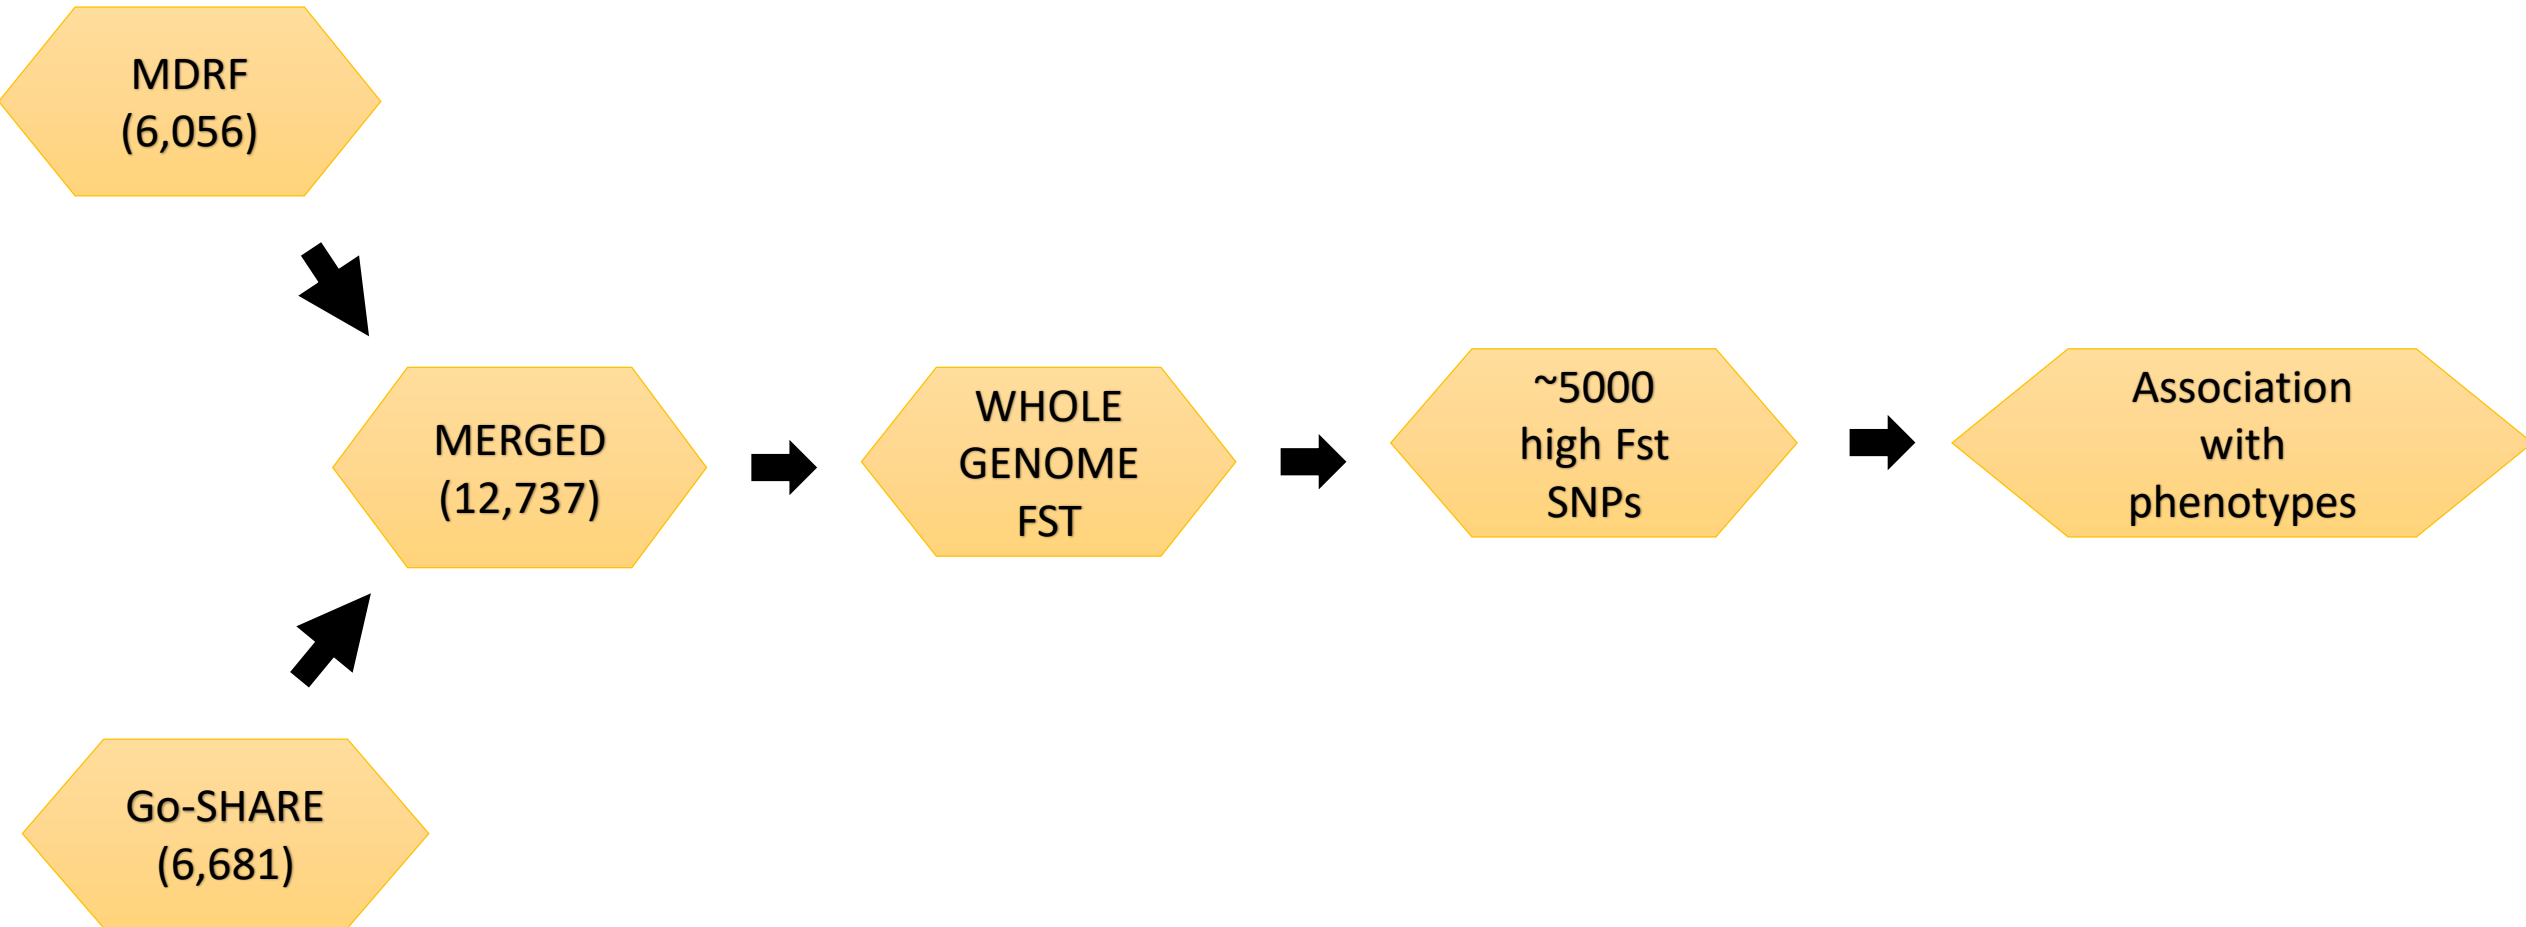 MDRF
(6,056)
MERGED
(12,737)
WHOLE
GENOME
FST
~5000
high Fst
SNPs
Association
with
phenotypes
Go-SHARE
(6,681)